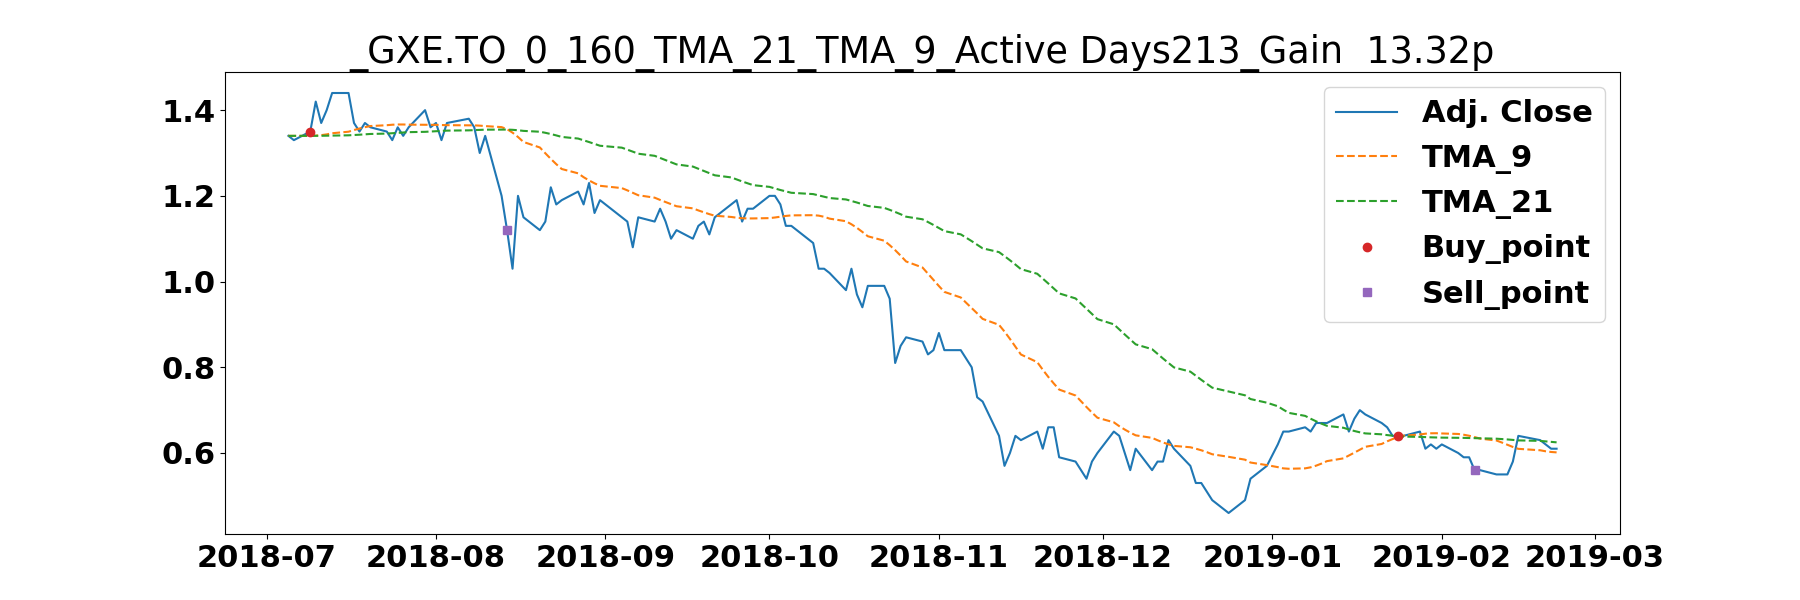 _GXE.TO_0_160_TMA_21_TMA_9_Active Days213_Gain  13.32p
1.4
1.2
1.0
0.8
0.6
Adj. Close
TMA_9
TMA_21
Buy_point
Sell_point
2018-07 2018-08 2018-09 2018-10 2018-11 2018-12 2019-01 2019-02 2019-03